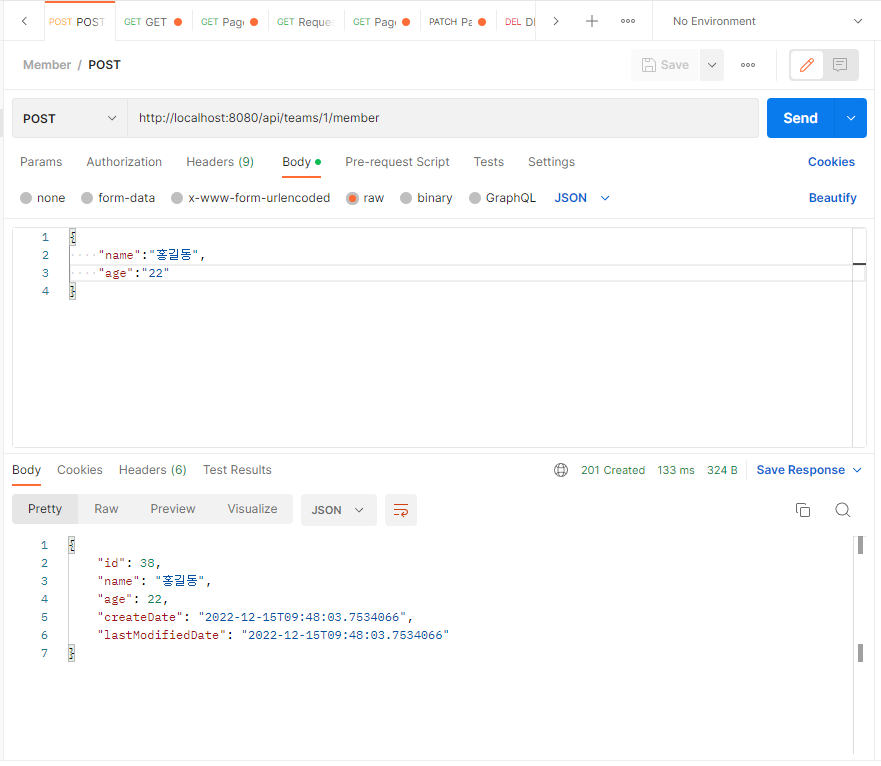 POST POST GET GET GET Page GET Reque GET Page PATCH Pa DEL DI No Environment
Member / POST Save
POST http://localhost:8080/api/teams/1/member Send
Params Authorization Headers (9) Body Pre-request Script Tests Settings Cookies
none form-data x-www-form-urlencoded raw binary GraphQL JSON Beautify
1 {
2 "name":"홍길동",
3 "age":"22"
4 }
Body Cookies Headers (6) Test Results 201 Created 133 ms 324 B Save Response
Pretty Raw Preview Visualize JSON
1 {
2 "id": 38,
3 "name": "홍길동",
4 "age": 22,
5 "createDate": "2022-12-15T09:48:03.7534066",
6 "lastModifiedDate": "2022-12-15T09:48:03.7534066"
7 }